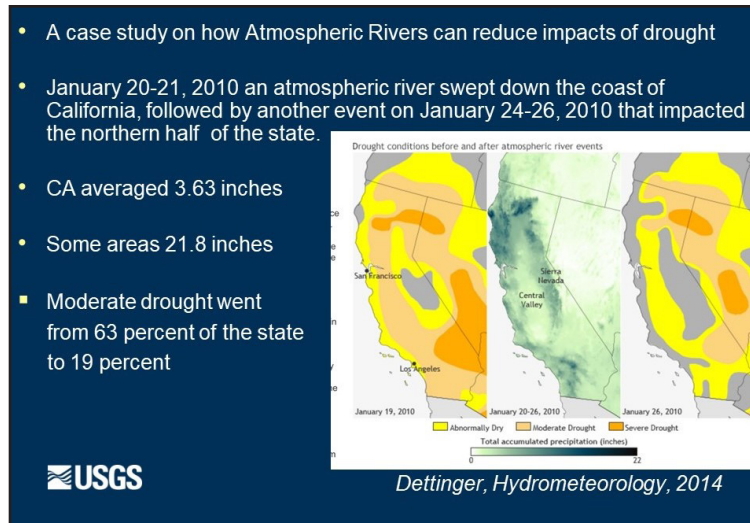 • A case study on how Atmospheric Rivers can reduce impacts of drought
• January 20-21, 2010 an atmospheric river swept down the coast of
California, followed by another event on January 24-26, 2010 that impacted
the northern half of the state.
• CA averaged 3.63 inches
• Some areas 21.8 inches
▪ Moderate drought went
from 63 percent of the state
to 19 percent
Drought conditions before and after atmospheric river events
San Francisco
Los Angeles
January 19, 2010
Sierra
Nevada
Central
Valley
January 20-26, 2010
January 26, 2010
Abnormally Dry Moderate Drought Severe Drought
Total accumulated precipitation (inches)
0 22
USGS
Dettinger, Hydrometeorology, 2014